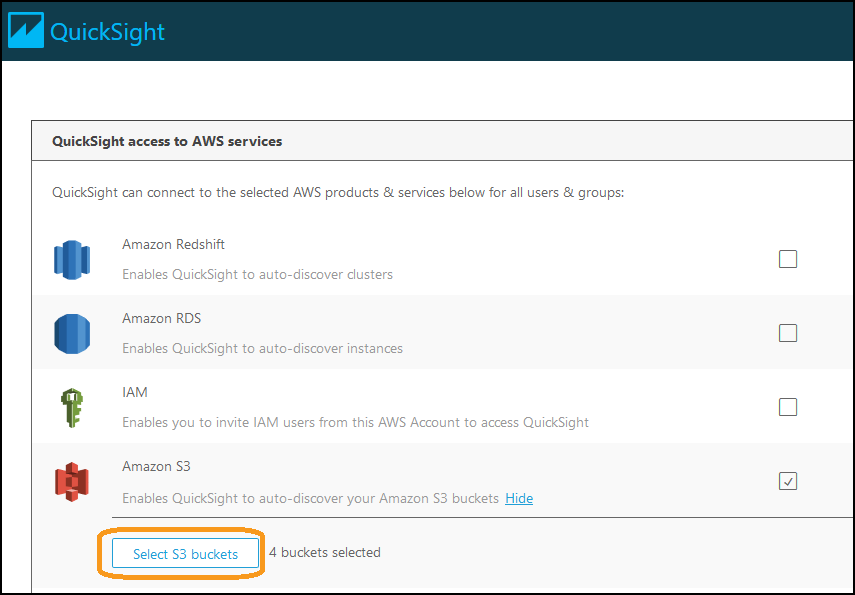 QuickSight
QuickSight access to AWS services
QuickSight can connect to the selected AWS products & services below for all users & groups:
Amazon Redshift
Enables QuickSight to auto-discover clusters
Amazon RDS
Enables QuickSight to auto-discover instances
IAM
Enables you to invite IAM users from this AWS Account to access QuickSight
Amazon S3
Enables QuickSight to auto-discover your Amazon S3 buckets Hide
Select S3 buckets 4 buckets selected